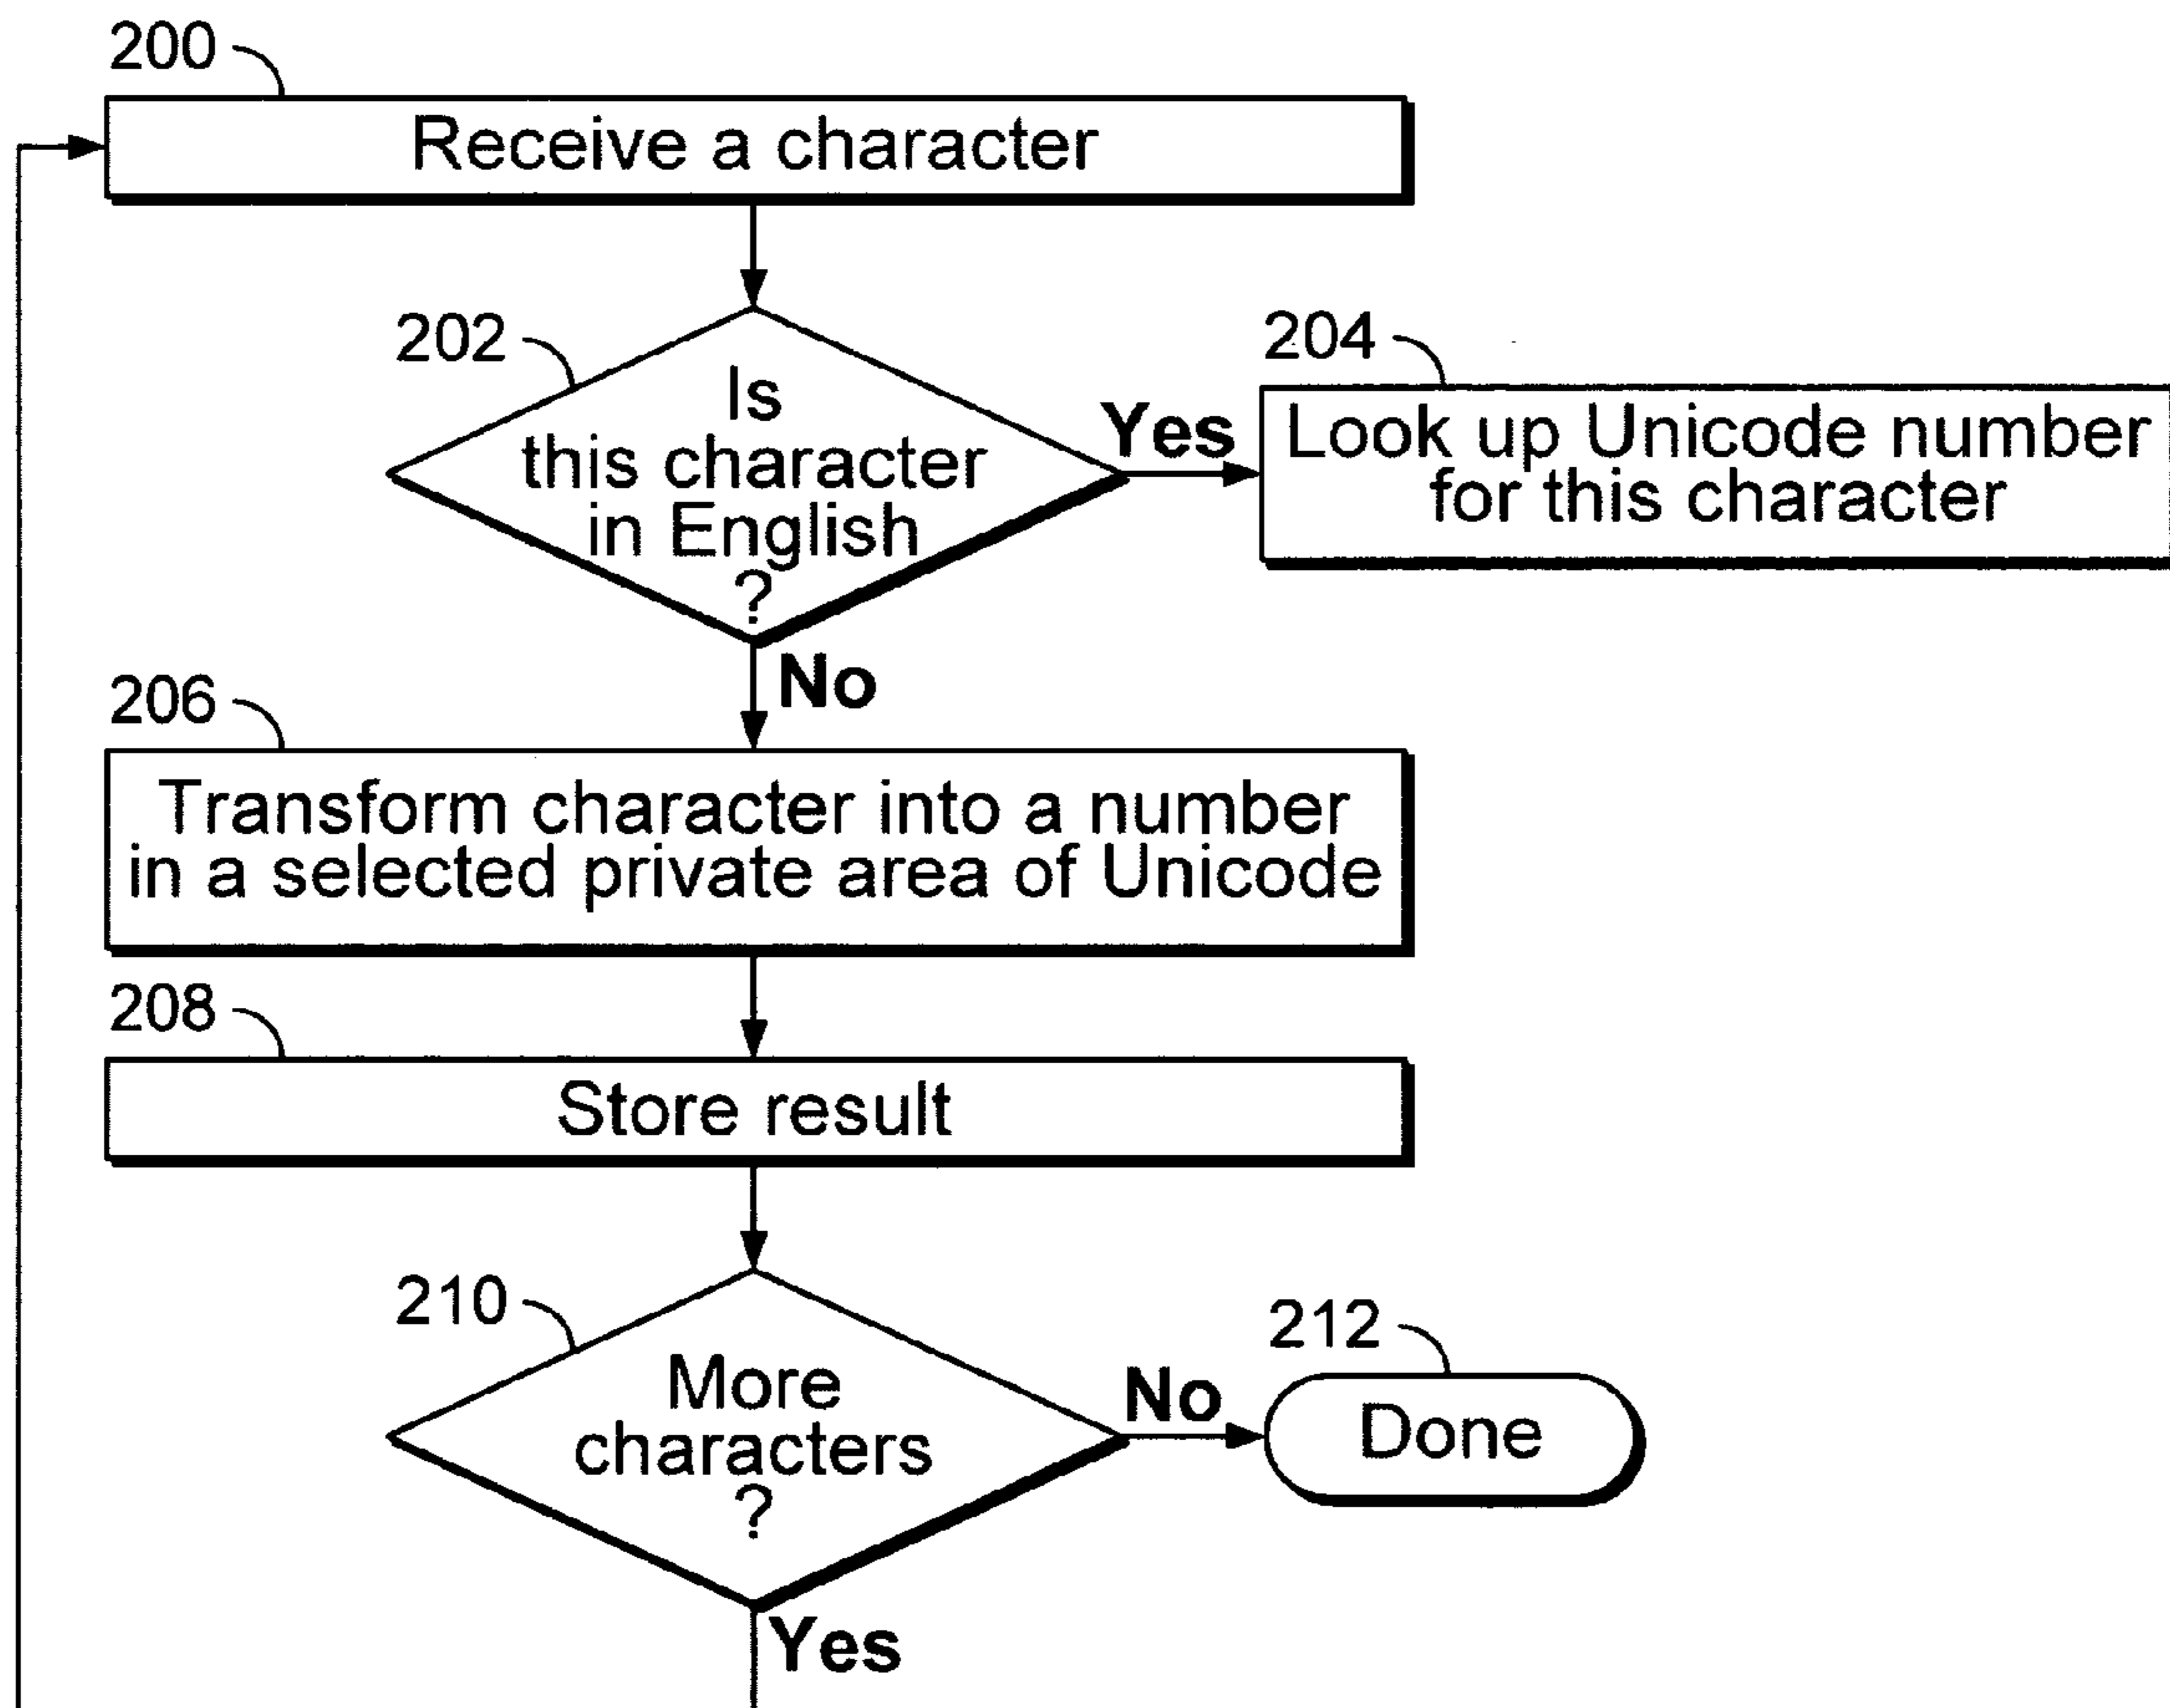 200
Receive a character
202
Is
this character
in English
?
Yes
204
Look up Unicode number
for this character
No
206
Transform character into a number
in a selected private area of Unicode
208
Store result
210
More
characters
?
No
212
Done
Yes